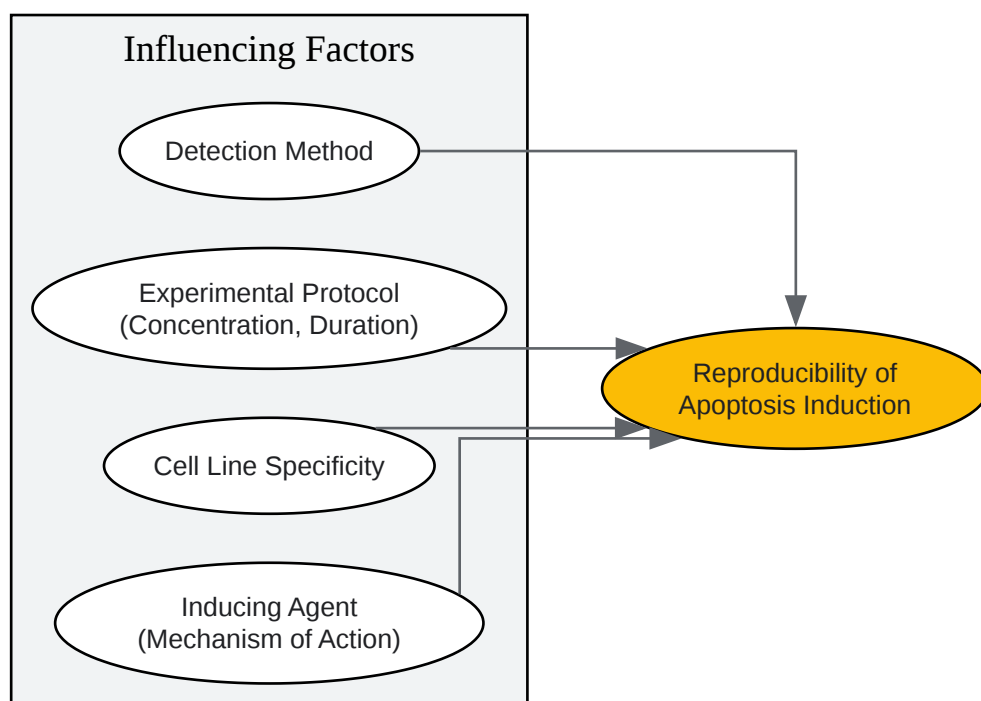 Influencing Factors
Detection Method
Experimental Protocol
(Concentration, Duration)
Reproducibility of
Apoptosis Induction
Cell Line Specificity
Inducing Agent
(Mechanism of Action)